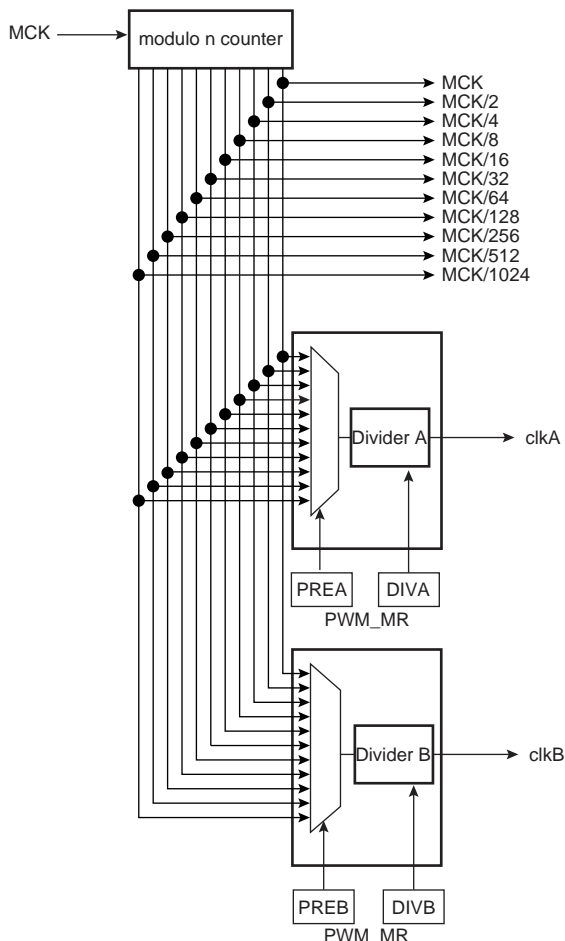 MCK
modulo n counter
MCK
MCK/2
MCK/4
MCK/8
MCK/16
MCK/32
MCK/64
MCK/128
MCK/256
MCK/512
MCK/1024
Divider A
clkA
PREA
DIVA
PWM_MR
Divider B
clkB
PREB
DIVB
PWM_MR